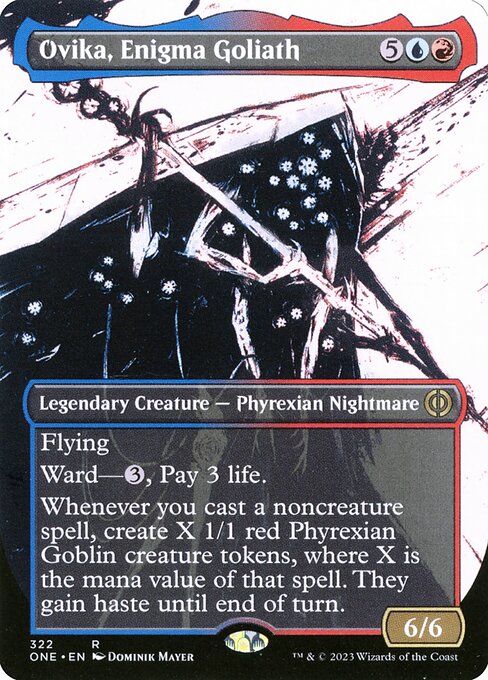 Ovika, Enigma Goliath 5
Legendary Creature — Phyrexian Nightmare
Flying
Ward—3, Pay 3 life.
Whenever you cast a noncreature
spell, create X 1/1 red Phyrexian
Goblin creature tokens, where X is
the mana value of that spell. They
gain haste until end of turn.
6/6
322 R
ONE • EN Dominik Mayer ™ & © 2023 Wizards of the Coast